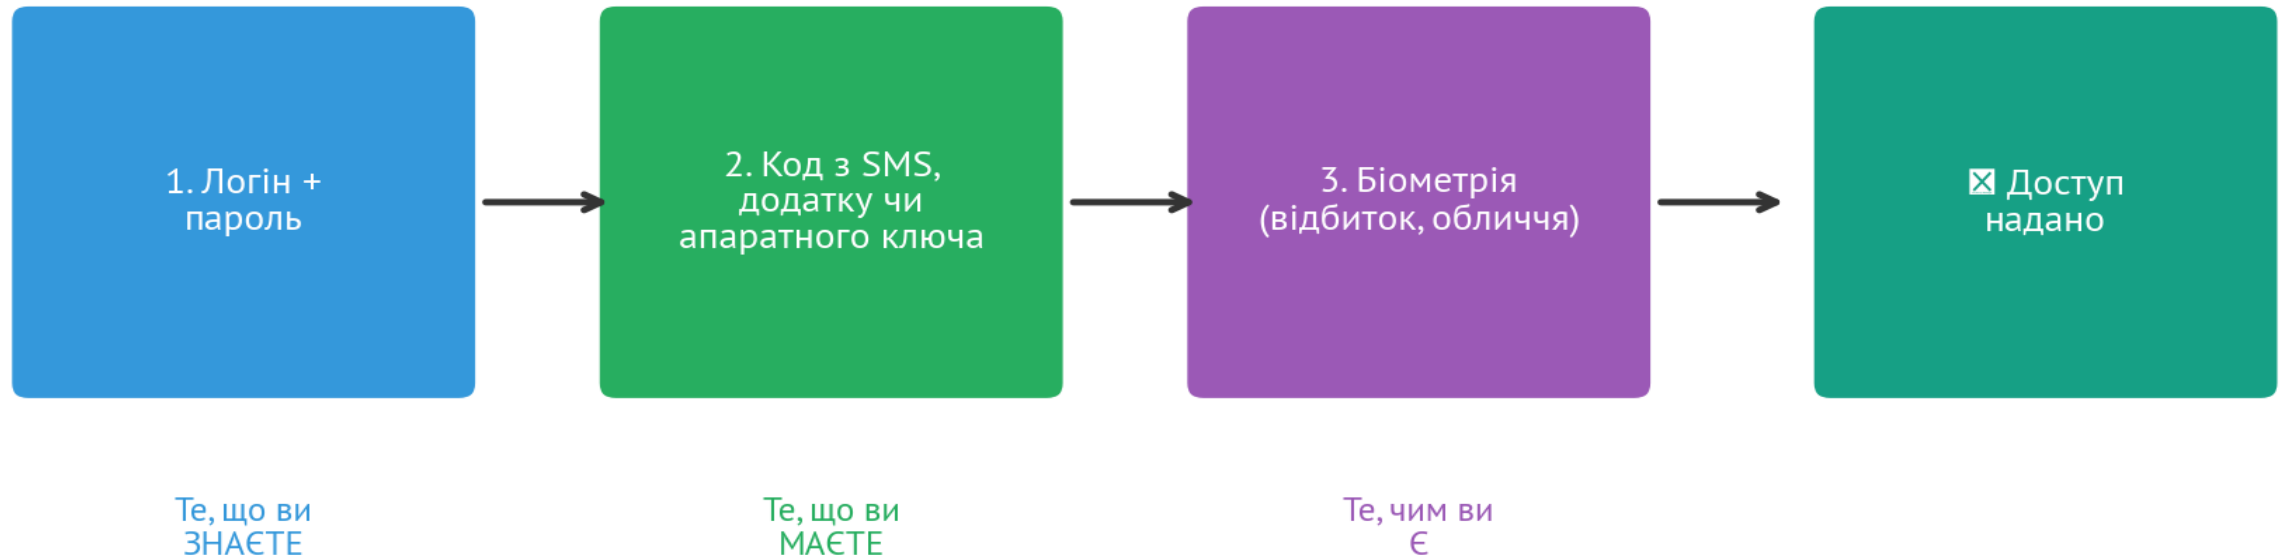 1. Логін +
пароль
2. Код з SMS,
додатку чи
апаратного ключа
3. Біометрія
(відбиток, обличчя)
☒ Доступ
надано
Те, що ви
ЗНАЄТЕ
Те, що ви
МАЄТЕ
Те, чим ви
Є